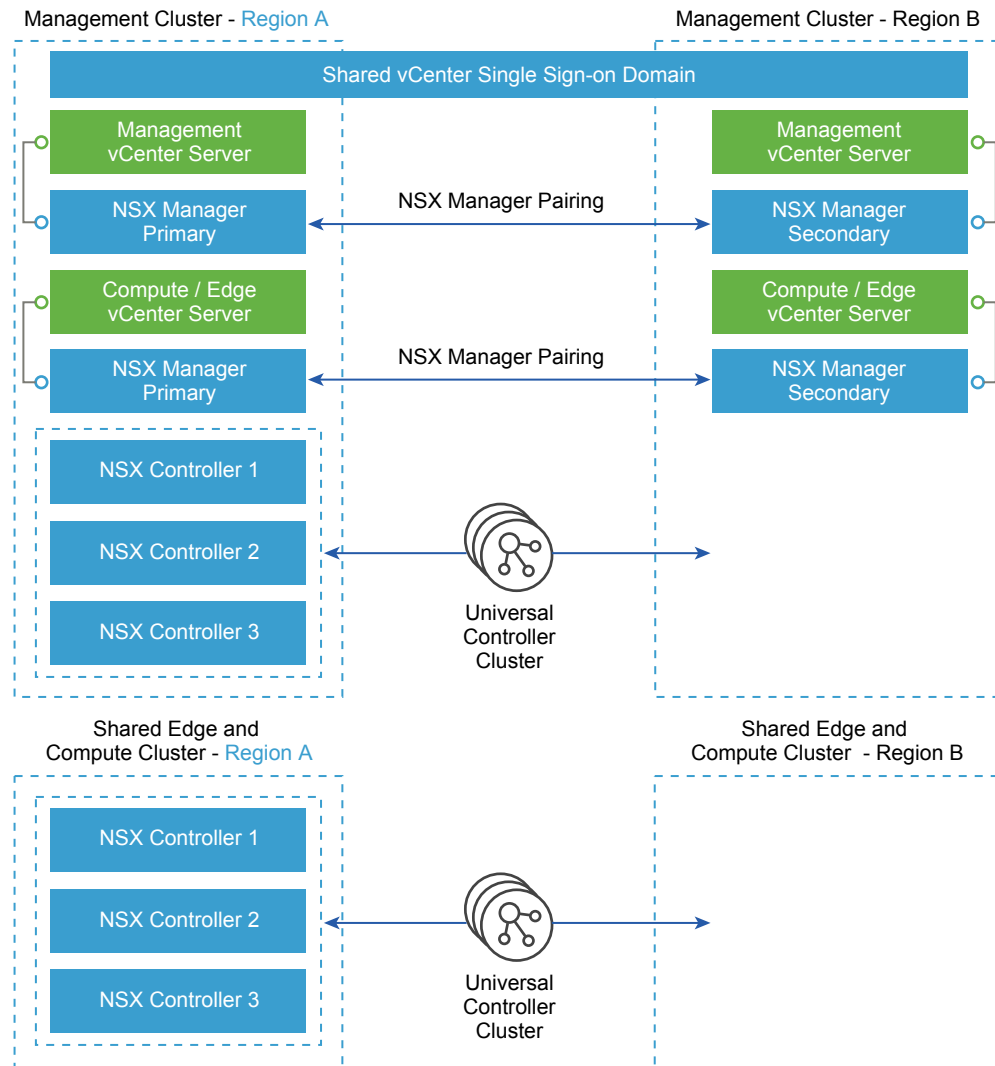 Management Cluster - Region A
Management Cluster - Region B
Shared vCenter Single Sign-on Domain
Management
vCenter Server
Management
vCenter Server
NSX Manager
Primary
NSX Manager Pairing
NSX Manager
Secondary
Compute / Edge
vCenter Server
Compute / Edge
vCenter Server
NSX Manager
Primary
NSX Manager Pairing
NSX Manager
Secondary
NSX Controller 1
NSX Controller 2
NSX Controller 3
Universal
Controller
Cluster
Shared Edge and
Compute Cluster - Region A
Shared Edge and
Compute Cluster - Region B
NSX Controller 1
NSX Controller 2
NSX Controller 3
Universal
Controller
Cluster